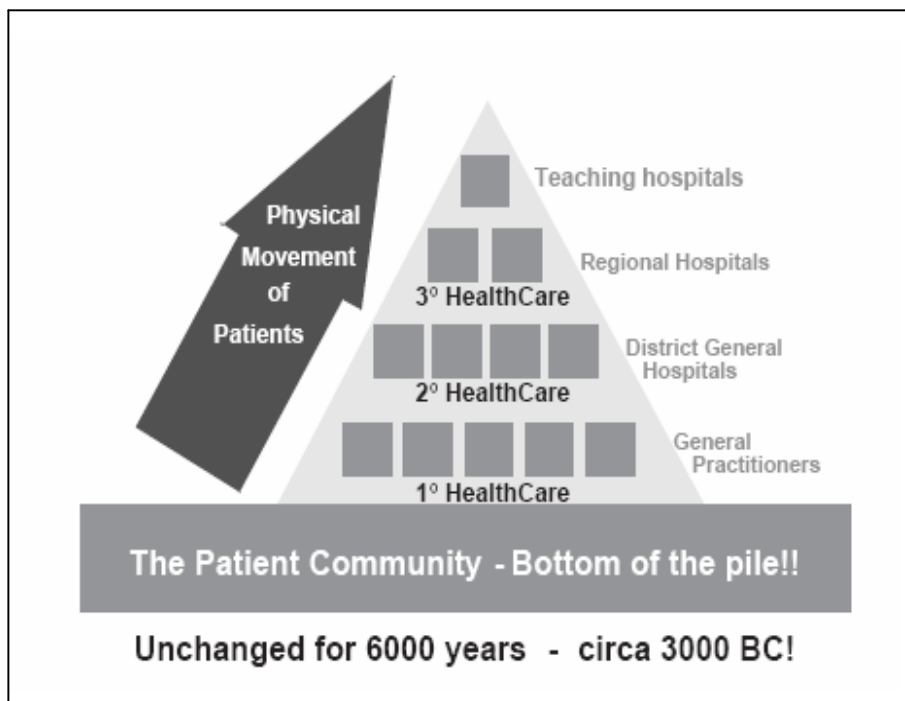 Physical
Movement
of
Patients
Teaching hospitals
Regional Hospitals
3° HealthCare
District General
Hospitals
2° HealthCare
General
Practitioners
1° HealthCare
The Patient Community - Bottom of the pile!!
Unchanged for 6000 years - circa 3000 BC!